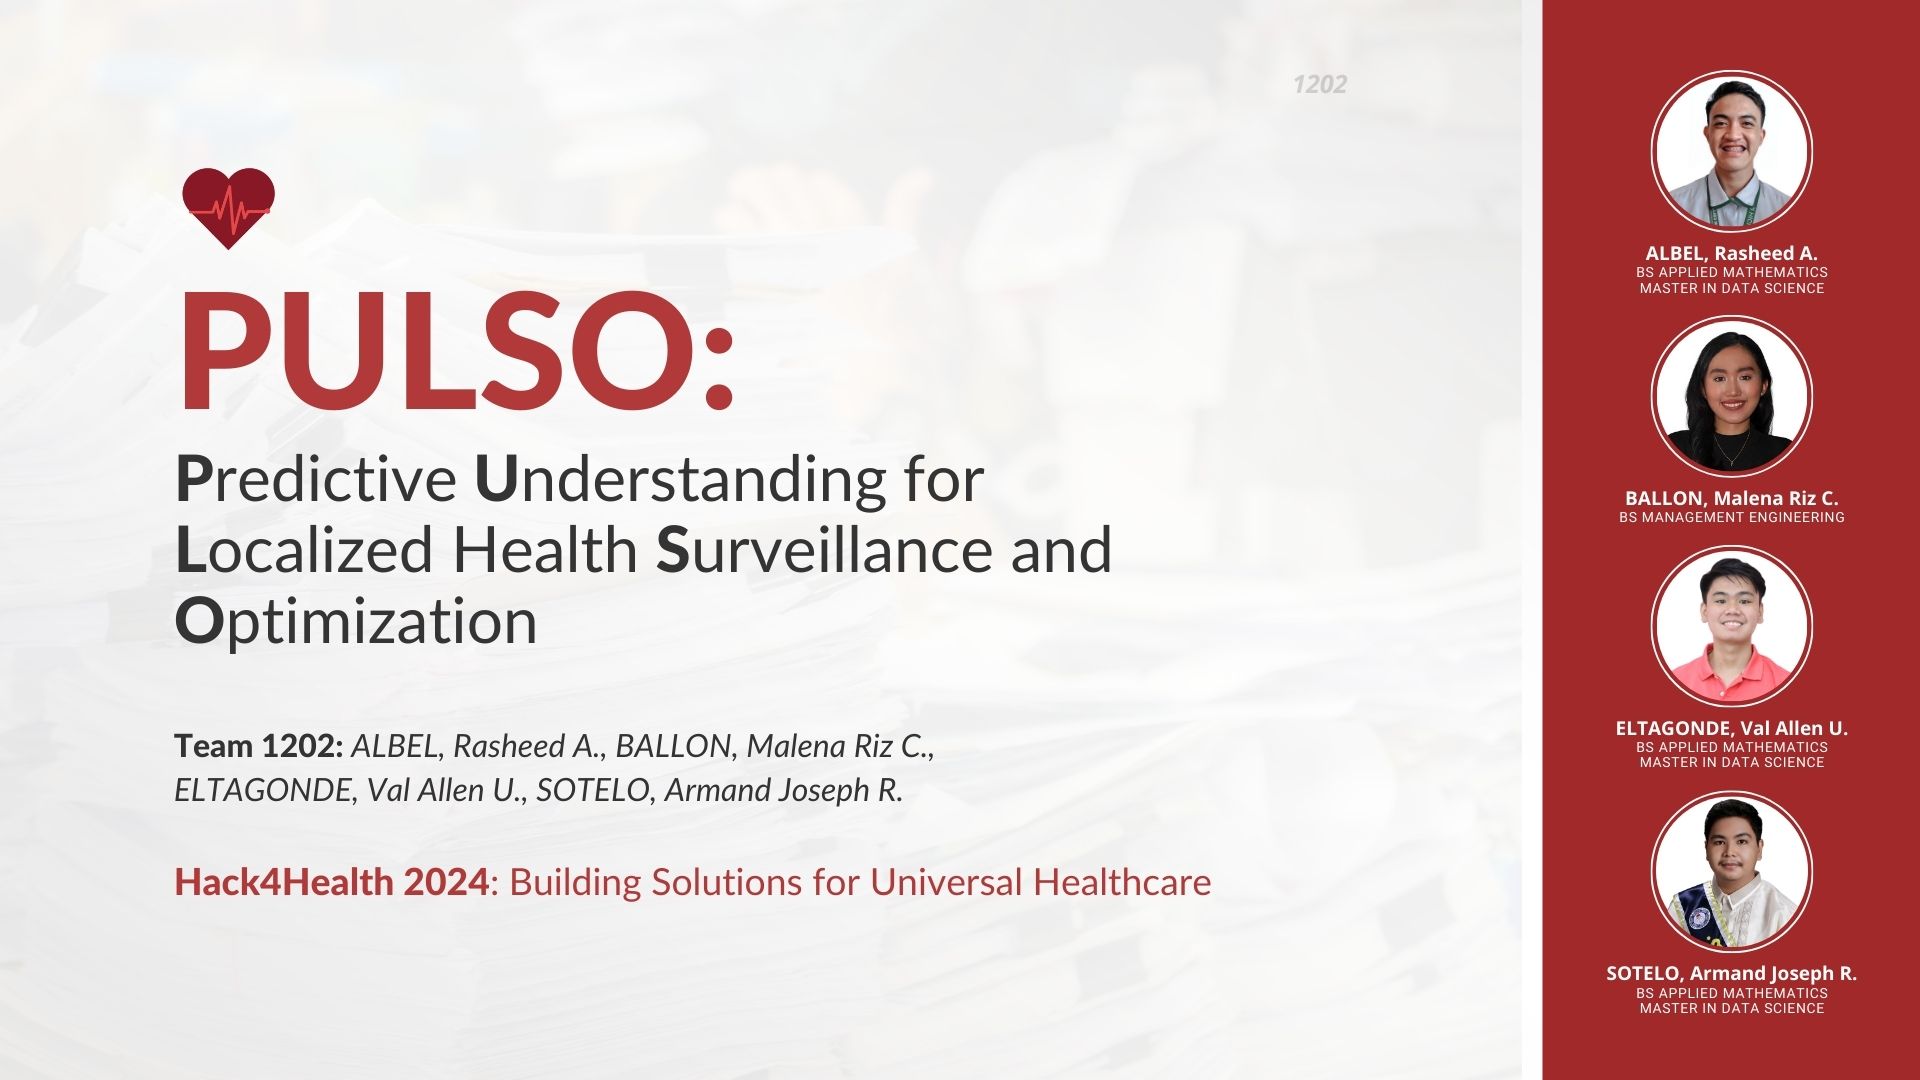 1202
PULSO:
Predictive Understanding for
Localized Health Surveillance and
Optimization
Team 1202: ALBEL, Rasheed A., BALLON, Malena Riz C.,
ELTAGONDE, Val Allen U., SOTELO, Armand Joseph R.
Hack4Health 2024: Building Solutions for Universal Healthcare
ALBEL, Rasheed A.
BS APPLIED MATHEMATICS
MASTER IN DATA SCIENCE
BALLON, Malena Riz C.
BS MANAGEMENT ENGINEERING
ELTAGONDE, Val Allen U.
BS APPLIED MATHEMATICS
MASTER IN DATA SCIENCE
SOTELO, Armand Joseph R.
BS APPLIED MATHEMATICS
MASTER IN DATA SCIENCE